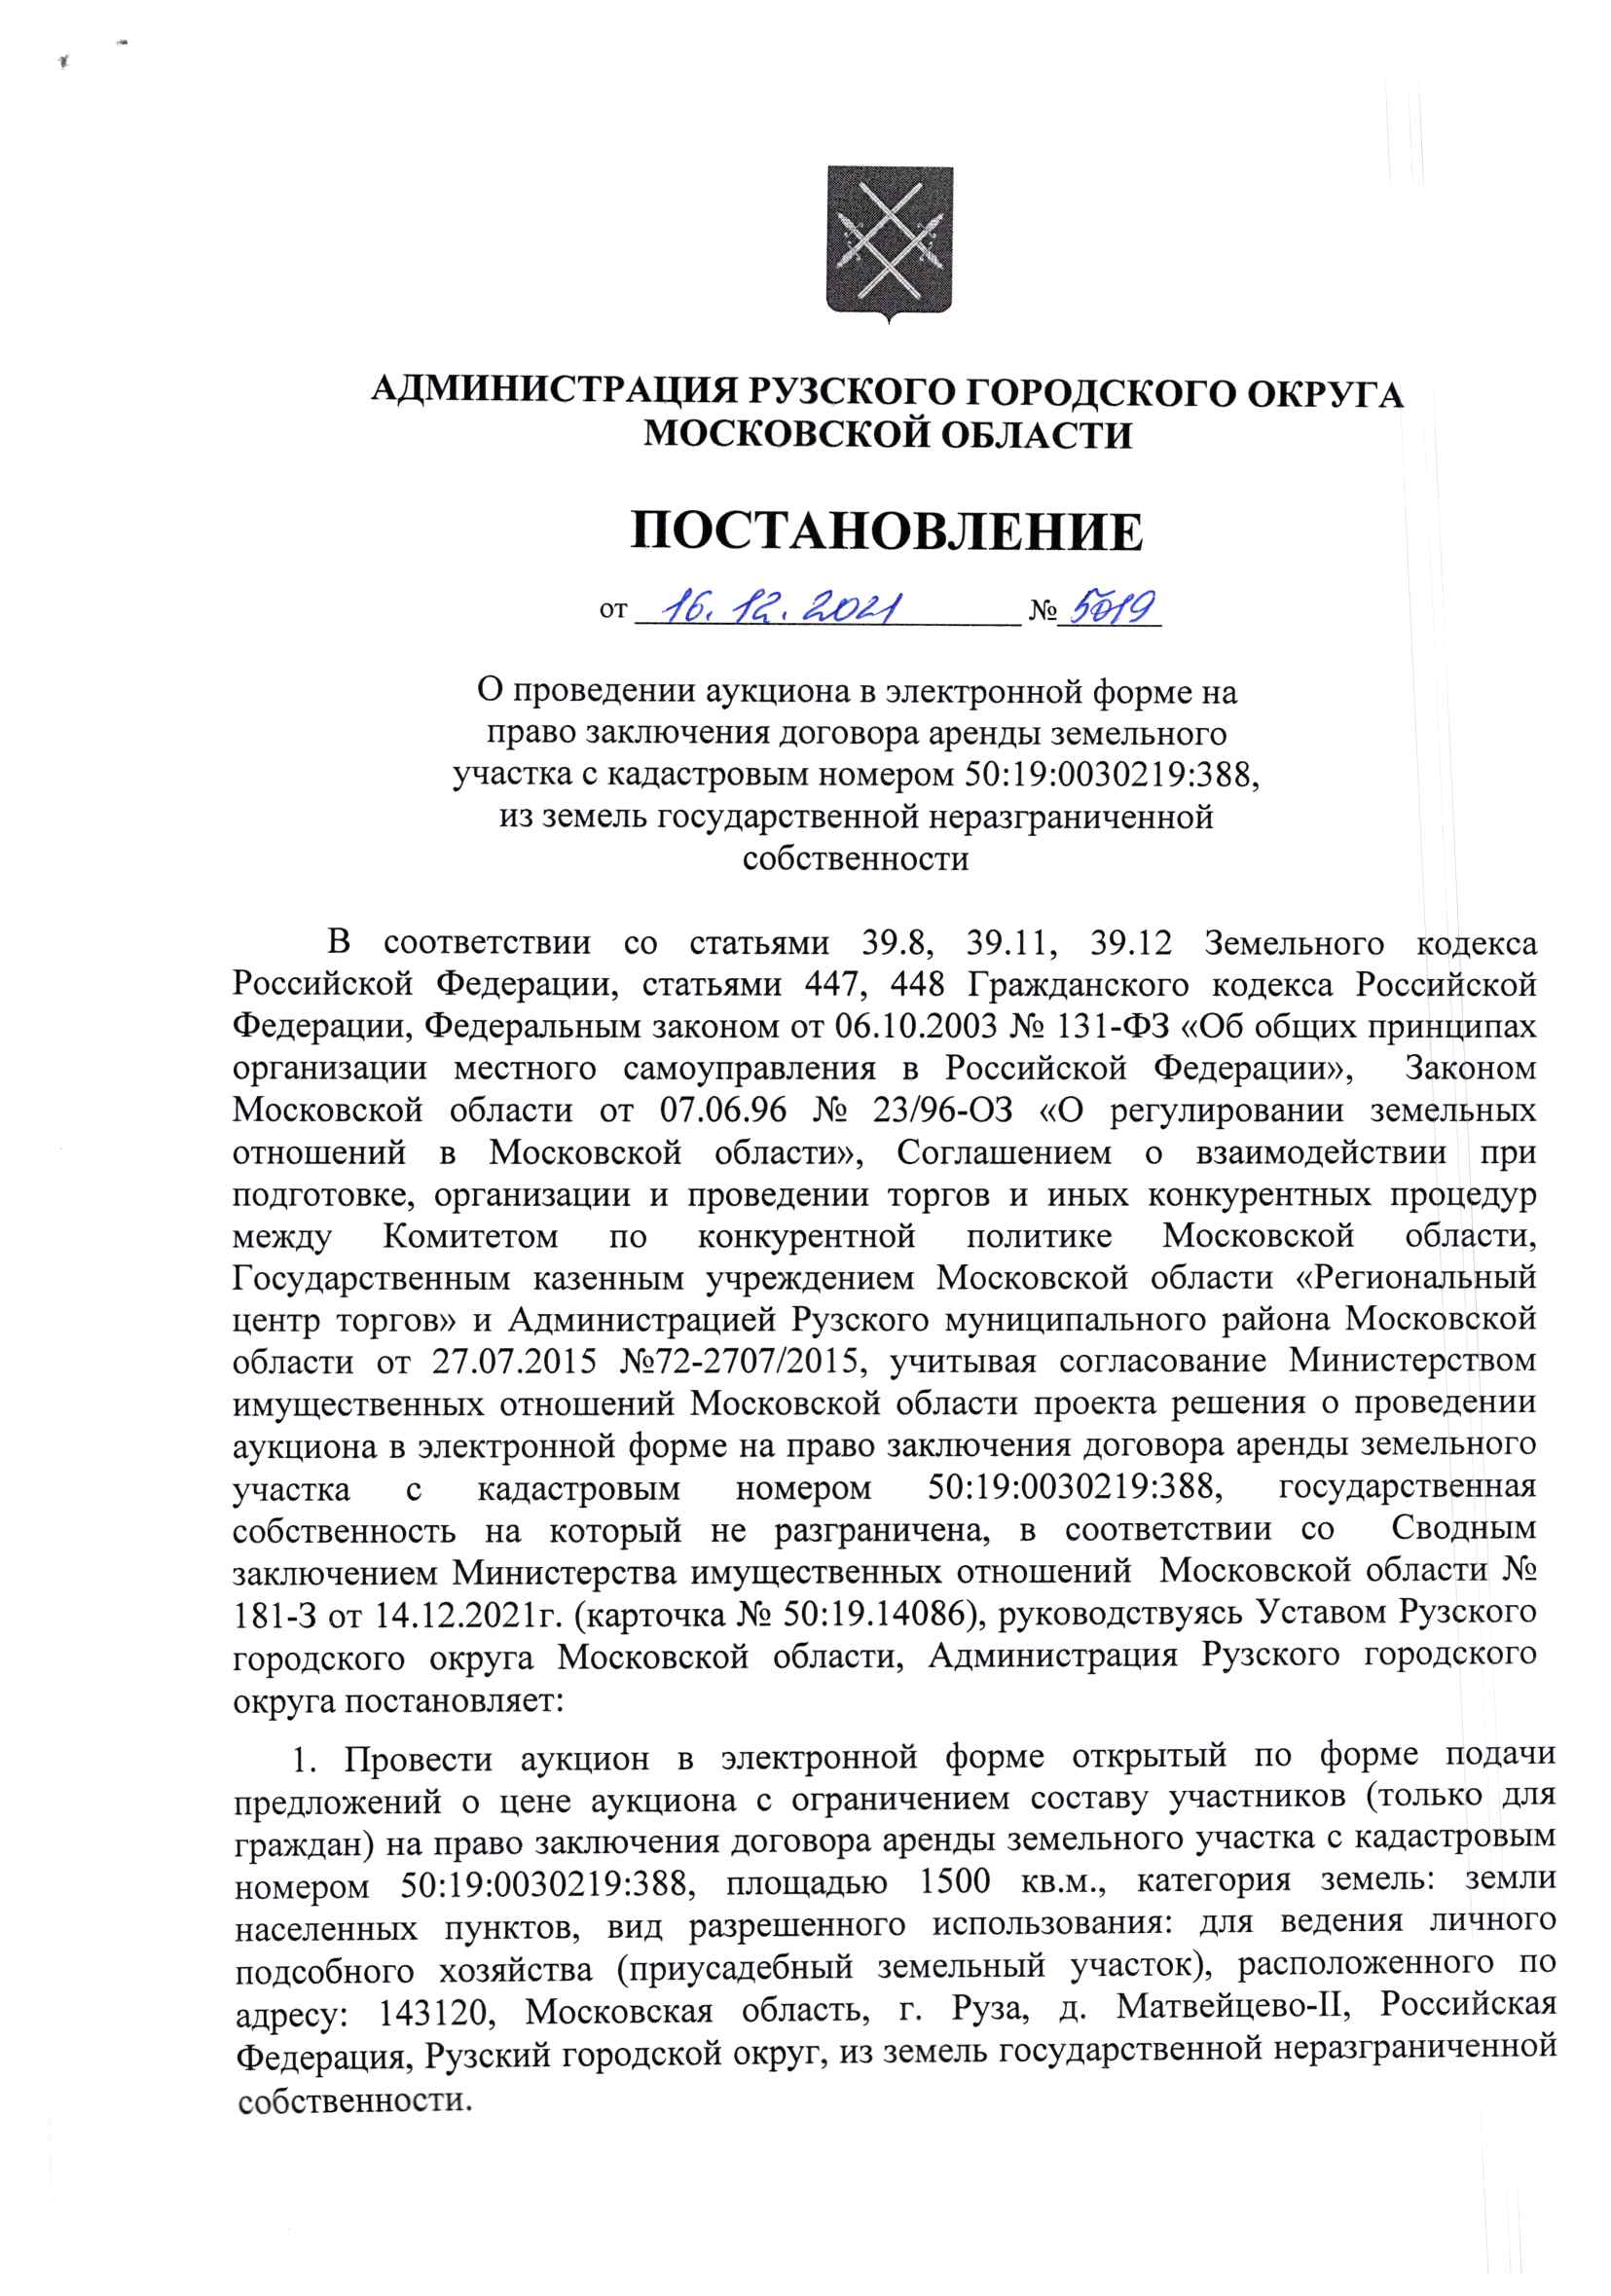 АДМИНИСТРАЦИЯ РУЗСКОГО ГОРОДСКОГО ОКРУГА
МОСКОВСКОЙ ОБЛАСТИ
ПОСТАНОВЛЕНИЕ
от 16.12.2021 № 5019
О проведении аукциона в электронной форме на
право заключения договора аренды земельного
участка с кадастровым номером 50:19:0030219:388,
из земель государственной неразграниченной
собственности
В соответствии со статьями 39.8, 39.11, 39.12 Земельного кодекса
Российской Федерации, статьями 447, 448 Гражданского кодекса Российской
Федерации, Федеральным законом от 06.10.2003 № 131-ФЗ «Об общих принципах
организации местного самоуправления в Российской Федерации», Законом
Московской области от 07.06.96 № 23/96-ОЗ «О регулировании земельных
отношений в Московской области», Соглашением о взаимодействии при
подготовке, организации и проведении торгов и иных конкурентных процедур
между Комитетом по конкурентной политике Московской области,
Государственным казенным учреждением Московской области «Региональный
центр торгов» и Администрацией Рузского муниципального района Московской
области от 27.07.2015 №72-2707/2015, учитывая согласование Министерством
имущественных отношений Московской области проекта решения о проведении
аукциона в электронной форме на право заключения договора аренды земельного
участка с кадастровым номером 50:19:0030219:388, государственная
собственность на который не разграничена, в соответствии со Сводным
заключением Министерства имущественных отношений Московской области №
181-З от 14.12.2021г. (карточка № 50:19.14086), руководствуясь Уставом Рузского
городского округа Московской области, Администрация Рузского городского
округа постановляет:
1. Провести аукцион в электронной форме открытый по форме подачи
предложений о цене аукциона с ограничением составу участников (только для
граждан) на право заключения договора аренды земельного участка с кадастровым
номером 50:19:0030219:388, площадью 1500 кв.м., категория земель: земли
населенных пунктов, вид разрешенного использования: для ведения личного
подсобного хозяйства (приусадебный земельный участок), расположенного по
адресу: 143120, Московская область, г. Руза, д. Матвейцево-II, Российская
Федерация, Рузский городской округ, из земель государственной неразграниченной
собственности.